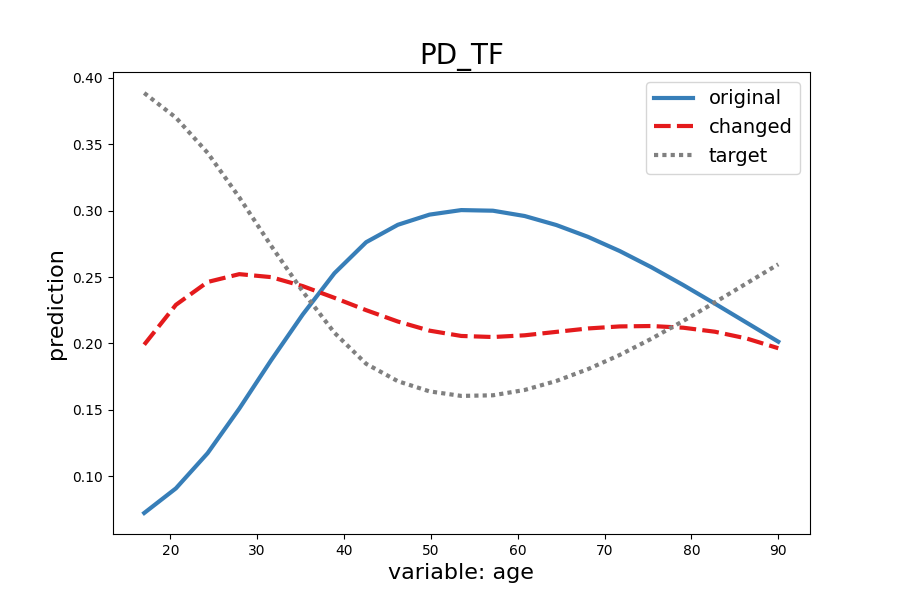 PD_TF
0.40
0.35
0.30
0.25
0.20
0.15
0.10
prediction
original
changed
target
20 30 40 50 60 70 80 90
variable: age